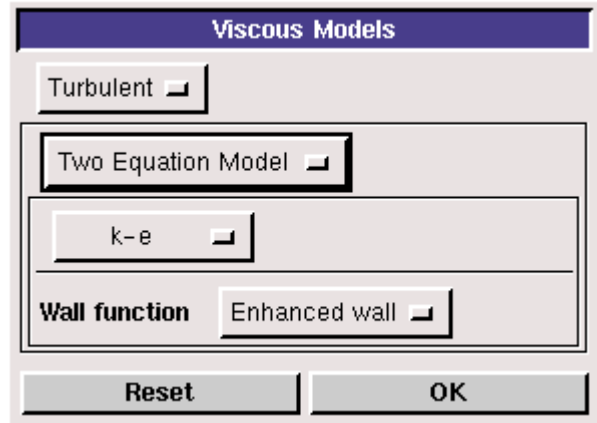 Viscous Models
Turbulent
Two Equation Model
k-e
Wall function Enhanced wall
Reset OK